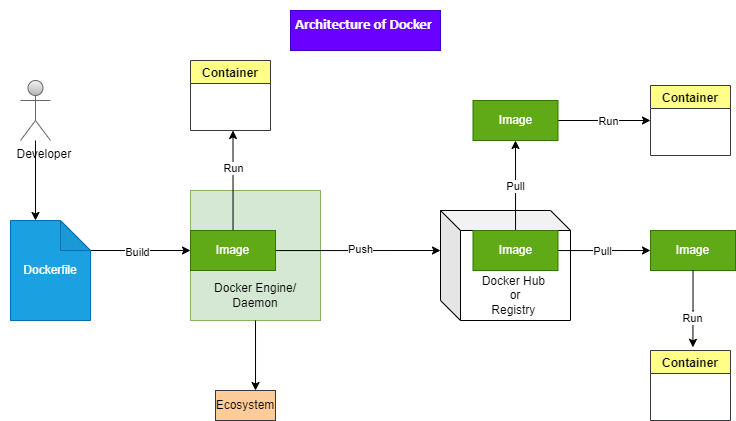 Architecture of Docker
Container
Container
Image
Run
Developer
Run
Pull
Dockerfile
Build
Image
Push
Image
Pull
Image
Docker Engine/
Daemon
Docker Hub
or
Registry
Run
Container
Ecosystem